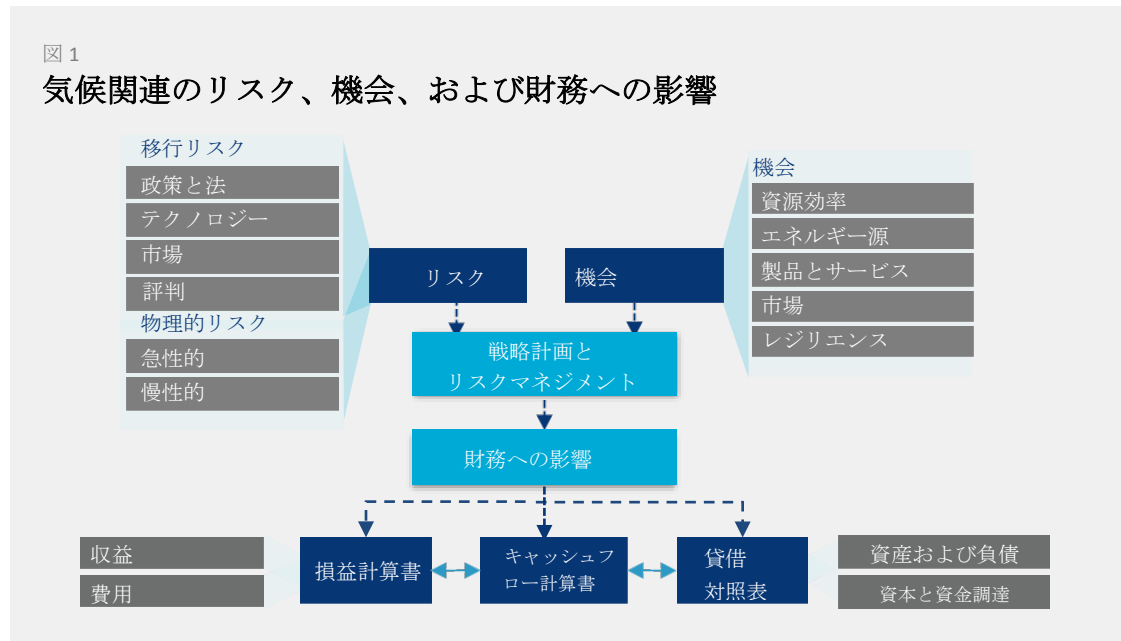 図 1
気候関連のリスク、機会、および財務への影響
移行リスク
政策と法
テクノロジー
市場
評判
物理的リスク
急性的
慢性的
リスク
機会
機会
資源効率
エネルギー源
製品とサービス
市場
レジリエンス
戦略計画と
リスクマネジメント
財務への影響
収益
費用
損益計算書
キャッシュフ
ロー計算書
貸借
対照表
資産および負債
資本と資金調達